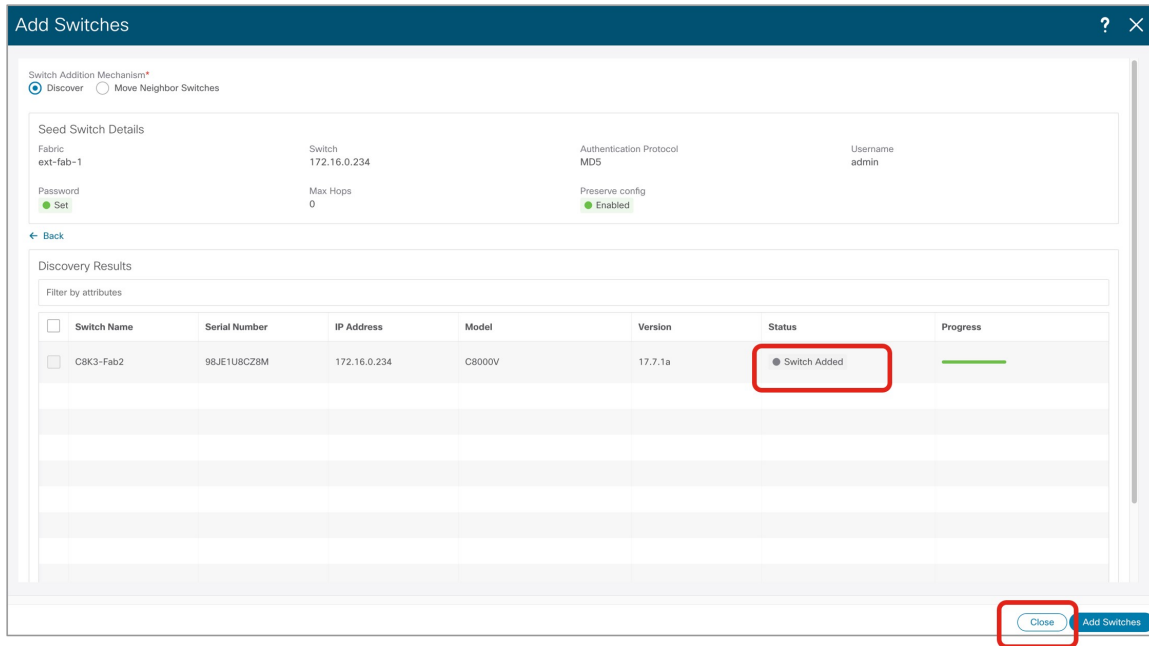 Add Switches ?
Switch Addition Mechanism*
Discover Move Neighbor Switches
Seed Switch Details
Fabric Switch Authentication Protocol Username
ext-fab-1 172.16.0.234 MD5 admin
Password Max Hops Preserve config
Set 0 Enabled
← Back
Discovery Results
Filter by attributes
Switch Name Serial Number IP Address Model Version Status Progress
C8K3-Fab2 98JE1U8CZ8M 172.16.0.234 C8000V 17.7.1a Switch Added
Close Add Switches